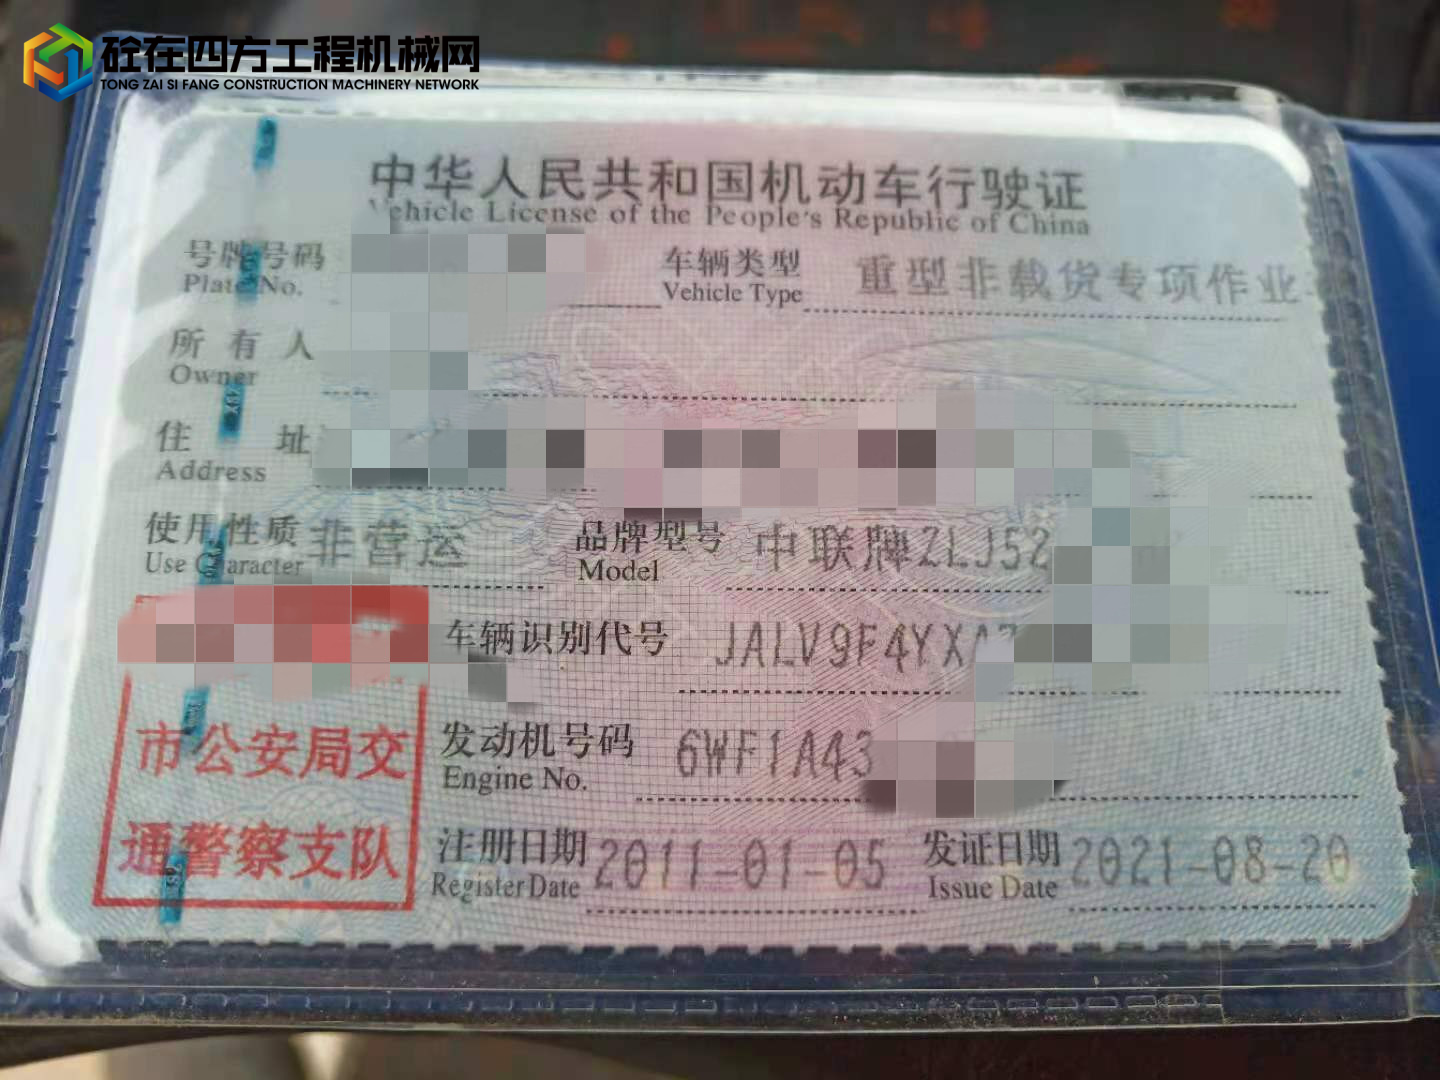 砼在四方工程机械网
TONG ZAI SI FANG CONSTRUCTION MACHINERY NETWORK
中华人民共和国机动车行驶证
Vehicle License of the People's Republic of China
号牌号码
Plate No.
车辆类型 重型非载货专项作业
Vehicle Type
所有人
Owner
住址
Address
使用性质 非营运
Use Character
品牌型号 中联牌ZLJ52
Model
车辆识别代号 JALV9F4YXA7
发动机号码 6WF1A43
Engine No.
市公安局交
通警察支队
注册日期 2011-01-05
Register Date
发证日期 2021-08-20
Issue Date